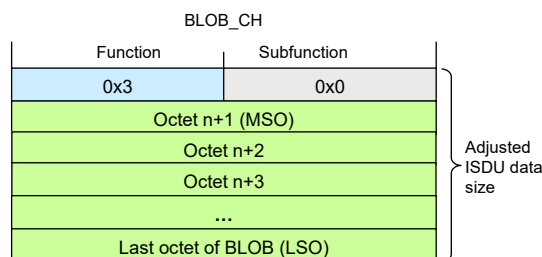 BLOB_CH
Function Subfunction
0x3 0x0
Octet n+1 (MSO)
Octet n+2
Octet n+3
...
Last octet of BLOB (LSO)
Adjusted
ISDU data
size